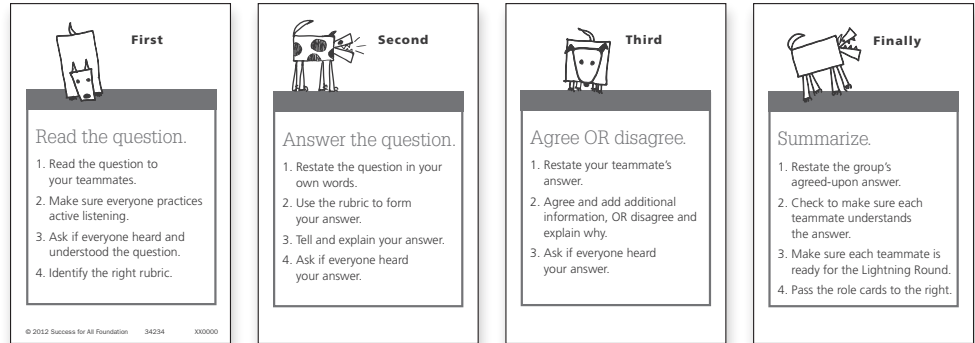 First
Read the question.
1. Read the question to
your teammates.
2. Make sure everyone practices
active listening.
3. Ask if everyone heard and
understood the question.
4. Identify the right rubric.
© 2012 Success for All Foundation 34234 XX0000
Second
Answer the question.
1. Restate the question in your
own words.
2. Use the rubric to form
your answer.
3. Tell and explain your answer.
4. Ask if everyone heard
your answer.
Third
Agree OR disagree.
1. Restate your teammate's
answer.
2. Agree and add additional
information, OR disagree and
explain why.
3. Ask if everyone heard
your answer.
Finally
Summarize.
1. Restate the group's
agreed-upon answer.
2. Check to make sure each
teammate understands
the answer.
3. Make sure each teammate is
ready for the Lightning Round.
4. Pass the role cards to the right.